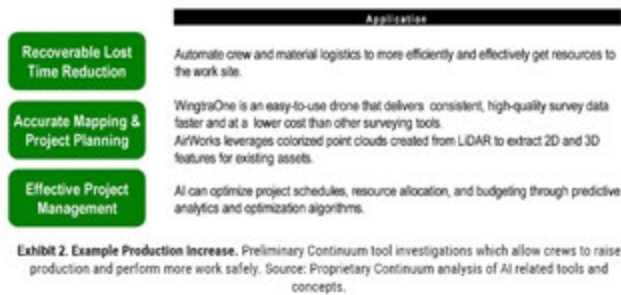 Application
Recoverable Lost
Time Reduction
Automate crew and material logistics to more efficiently and effectively get resources to
the work site.
Accurate Mapping &
Project Planning
WingtraOne is an easy-to-use drone that delivers consistent, high-quality survey data
faster and at a lower cost than other surveying tools.
AirWorks leverages colorized point clouds created from LiDAR to extract 2D and 3D
features for existing assets.
Effective Project
Management
AI can optimize project schedules, resource allocation, and budgeting through predictive
analytics and optimization algorithms.
Exhibit 2. Example Production Increase. Preliminary Continuum tool investigations which allow crews to raise
production and perform more work safely. Source: Proprietary Continuum analysis of AI related tools and
concepts.